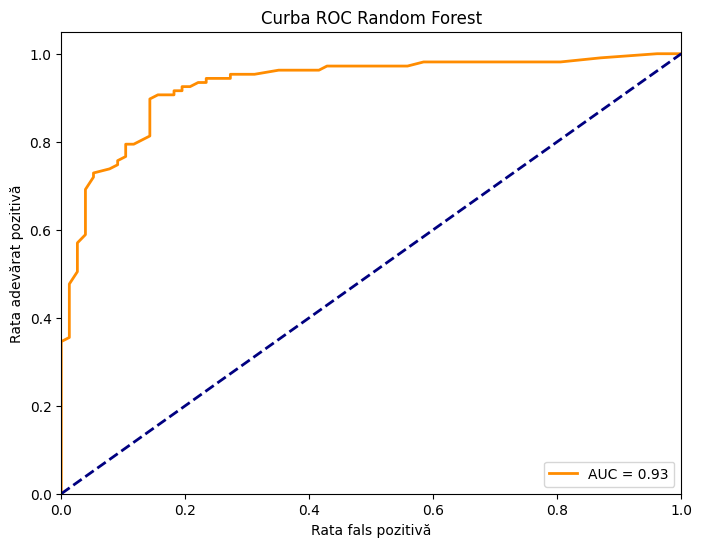 Curba ROC Random Forest
Rata adevărat pozitivă
1.0
0.8
0.6
0.4
0.2
0.0
0.0 0.2 0.4 0.6 0.8 1.0
Rata fals pozitivă
AUC = 0.93